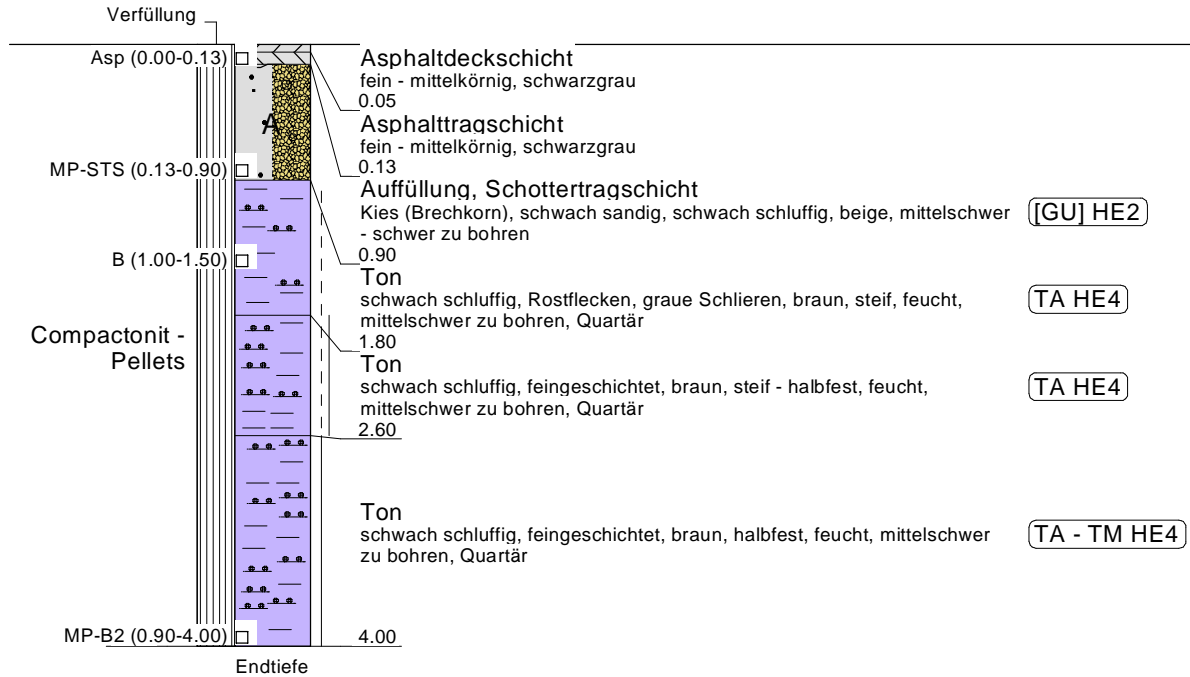 Verfüllung
Asp (0.00-0.13)
Asphaltdeckschicht
fein - mittelkörnig, schwarzgrau
0.05
Asphalttragschicht
fein - mittelkörnig, schwarzgrau
MP-STS (0.13-0.90)
0.13
A
Auffüllung, Schottertragschicht
Kies (Brechkorn), schwach sandig, schwach schluffig, beige, mittelschwer
- schwer zu bohren
[GU] HE2
0.90
B (1.00-1.50)
Ton
schwach schluffig, Rostflecken, graue Schlieren, braun, steif, feucht,
mittelschwer zu bohren, Quartär
TA HE4
1.80
Compactonit -
Pellets
Ton
schwach schluffig, feingeschichtet, braun, steif - halbfest, feucht,
mittelschwer zu bohren, Quartär
TA HE4
2.60
Ton
schwach schluffig, feingeschichtet, braun, halbfest, feucht, mittelschwer
zu bohren, Quartär
TA - TM HE4
MP-B2 (0.90-4.00)
4.00
Endtiefe